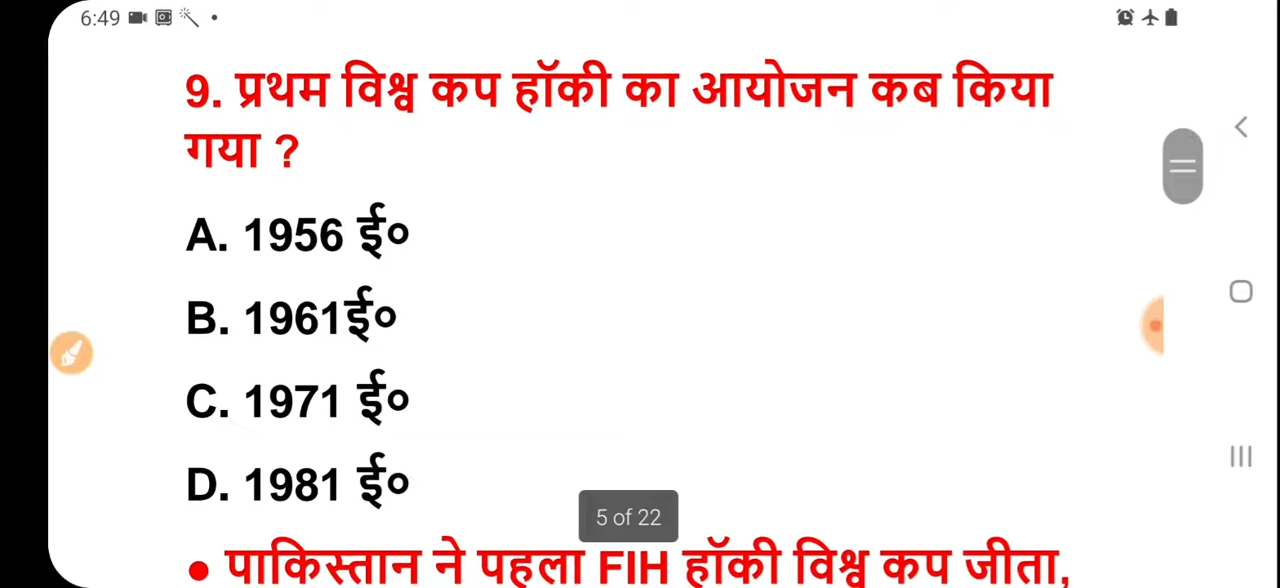 6:49
9. प्रथम विश्व कप हॉकी का आयोजन कब किया
गया ?
A. 1956 ई०
B. 1961ई०
C. 1971 ई०
D. 1981 ई०
5 of 22
• पाकिस्तान ने पहला FIH हॉकी विश्व कप जीता,